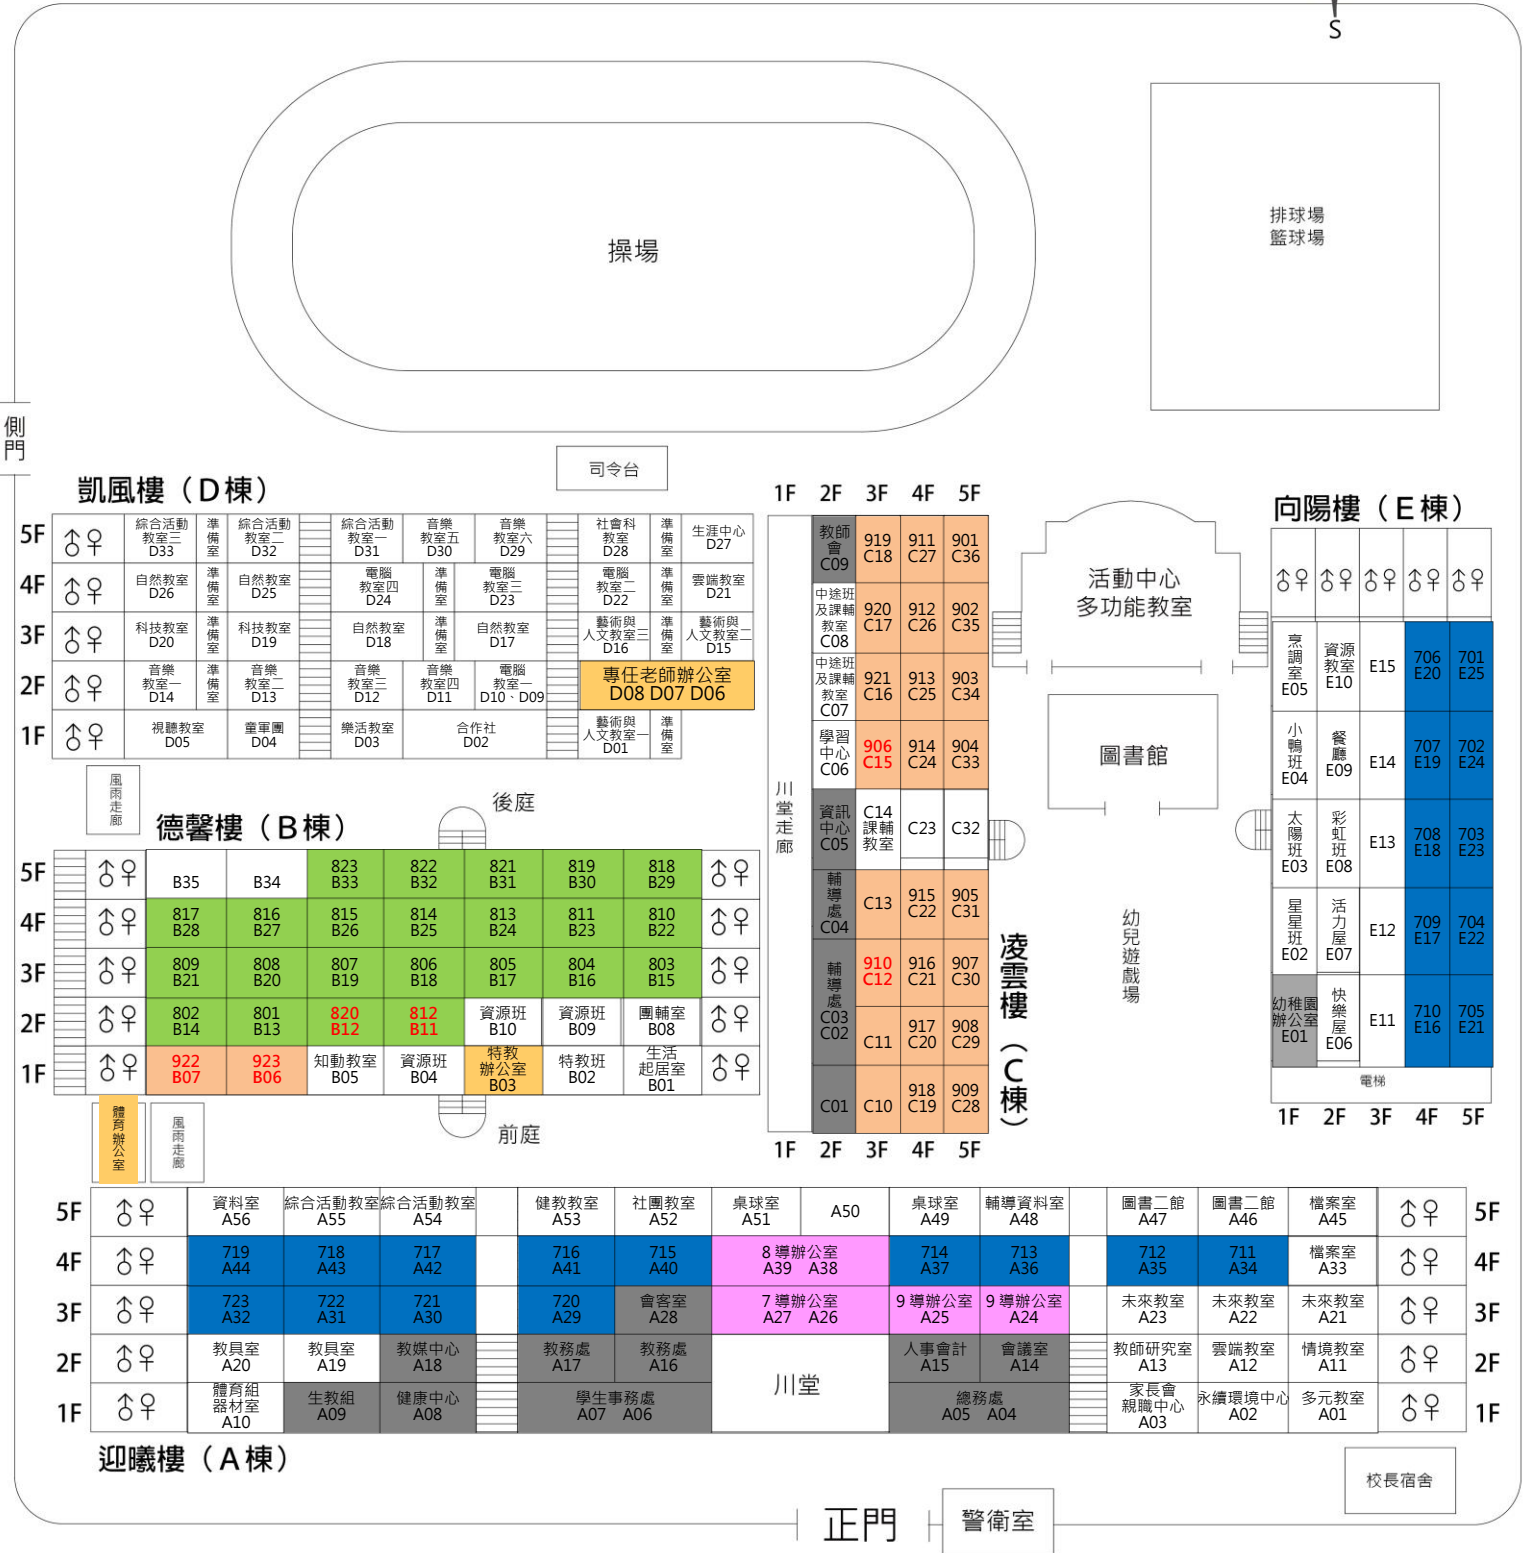 S
操場
排球場
籃球場
側門
司令台
凱風樓（D棟）
5F
綜合活動
教室三
D33
準備室
綜合活動
教室二
D32
綜合活動
教室一
D31
音樂
教室五
D30
音樂
教室六
D29
社會科
教室
D28
準備室
生涯中心
D27
4F
自然教室
D26
準備室
自然教室
D25
電腦
教室四
D24
準備室
電腦
教室三
D23
電腦
教室二
D22
準備室
雲端教室
D21
3F
科技教室
D20
準備室
科技教室
D19
自然教室
D18
準備室
自然教室
D17
藝術與
人文教室三
D16
準備室
藝術與
人文教室二
D15
2F
音樂
教室一
D14
準備室
音樂
教室二
D13
音樂
教室三
D12
音樂
教室四
D11
電腦
教室一
D10、D09
專任老師辦公室
D08 D07 D06
1F
視聽教室
D05
童軍團
D04
樂活教室
D03
合作社
D02
藝術與
人文教室一
D01
準備室
風雨走廊
後庭
德馨樓（B棟）
5F
B35
B34
823
B33
822
B32
821
B31
819
B30
818
B29
4F
817
B28
816
B27
815
B26
814
B25
813
B24
811
B23
810
B22
3F
809
B21
808
B20
807
B19
806
B18
805
B17
804
B16
803
B15
2F
802
B14
801
B13
820
B12
812
B11
資源班
B10
資源班
B09
團輔室
B08
1F
922
B07
923
B06
知動教室
B05
資源班
B04
特教
辦公室
B03
特教班
B02
生活
起居室
B01
體育辦公室
風雨走廊
前庭
1F 2F 3F 4F 5F
川堂走廊
教師
會
C09
919
C18
911
C27
901
C36
中途班
及課輔
教室
C08
920
C17
912
C26
902
C35
中途班
及課輔
教室
C07
921
C16
913
C25
903
C34
學習
中心
C06
906
C15
914
C24
904
C33
資訊
中心
C05
C14
課輔
教室
C23
C32
輔導處
C04
C13
915
C22
905
C31
輔導處
C03
C02
910
C12
916
C21
907
C30
C11
917
C20
908
C29
C01
C10
918
C19
909
C28
1F 2F 3F 4F 5F
凌雲樓（C棟）
活動中心
多功能教室
圖書館
幼兒遊戲場
向陽樓（E棟）
烹調室
E05
資源
教室
E10
E15
706
E20
701
E25
小鴨班
E04
餐廳
E09
E14
707
E19
702
E24
太陽班
E03
彩虹班
E08
E13
708
E18
703
E23
星星班
E02
活力屋
E07
E12
709
E17
704
E22
幼稚園
辦公室
E01
快樂屋
E06
E11
710
E16
705
E21
電梯
1F 2F 3F 4F 5F
5F
資料室
A56
綜合活動教室
A55
綜合活動教室
A54
健教教室
A53
社團教室
A52
桌球室
A51
A50
桌球室
A49
輔導資料室
A48
圖書二館
A47
圖書二館
A46
檔案室
A45
5F
4F
719
A44
718
A43
717
A42
716
A41
715
A40
8 導辦公室
A39 A38
714
A37
713
A36
712
A35
711
A34
檔案室
A33
4F
3F
723
A32
722
A31
721
A30
720
A29
會客室
A28
7 導辦公室
A27 A26
9 導辦公室
A25
9 導辦公室
A24
未來教室
A23
未來教室
A22
未來教室
A21
3F
2F
教具室
A20
教具室
A19
教媒中心
A18
教務處
A17
教務處
A16
川堂
人事會計
A15
會議室
A14
教師研究室
A13
雲端教室
A12
情境教室
A11
2F
1F
體育組
器材室
A10
生教組
A09
健康中心
A08
學生事務處
A07 A06
總務處
A05 A04
家長會
親職中心
A03
永續環境中心
A02
多元教室
A01
1F
迎曦樓（A棟）
校長宿舍
正門
警衛室